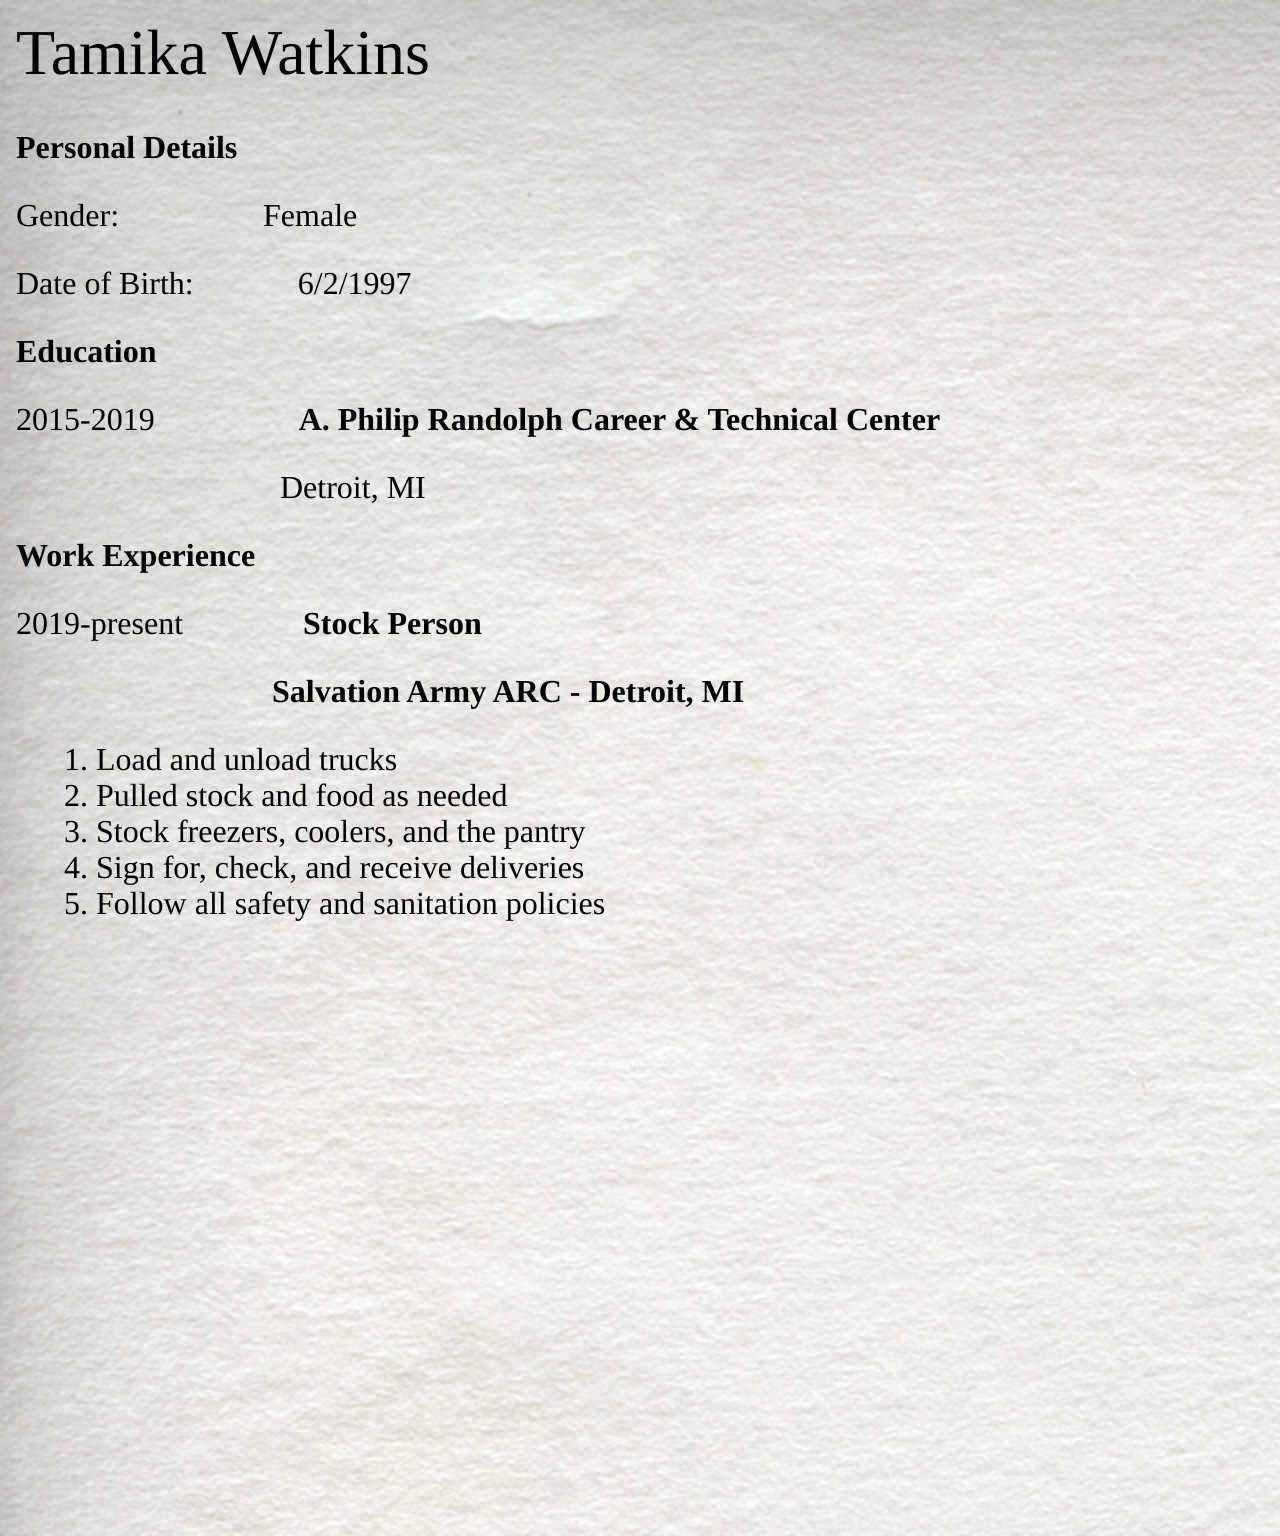 Tamika Watkins
Personal Details
Gender: Female
Date of Birth: 6/2/1997
Education
2015-2019 A. Philip Randolph Career & Technical Center
Detroit, MI
Work Experience
2019-present Stock Person
Salvation Army ARC - Detroit, MI
1. Load and unload trucks
2. Pulled stock and food as needed
3. Stock freezers, coolers, and the pantry
4. Sign for, check, and receive deliveries
5. Follow all safety and sanitation policies